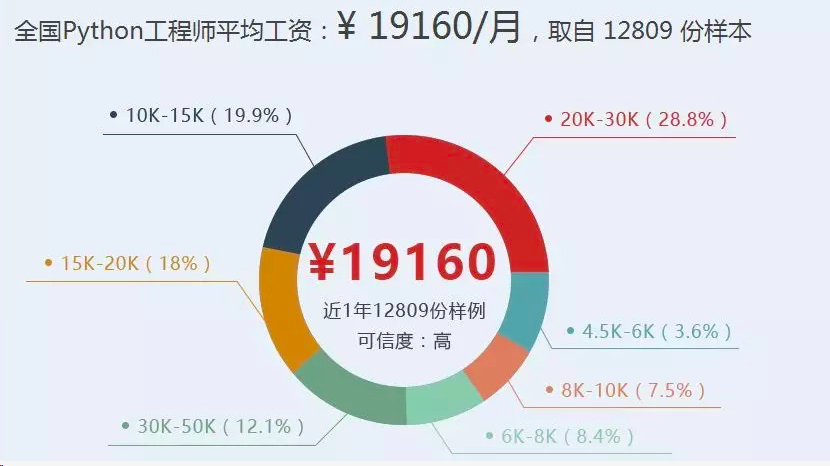 全国Python工程师平均工资：¥ 19160/月，取自 12809 份样本
10K-15K ( 19.9% )
20K-30K ( 28.8% )
15K-20K ( 18% )
¥19160
近1年12809份样例
可信度：高
4.5K-6K ( 3.6% )
8K-10K ( 7.5% )
30K-50K ( 12.1% )
6K-8K ( 8.4% )